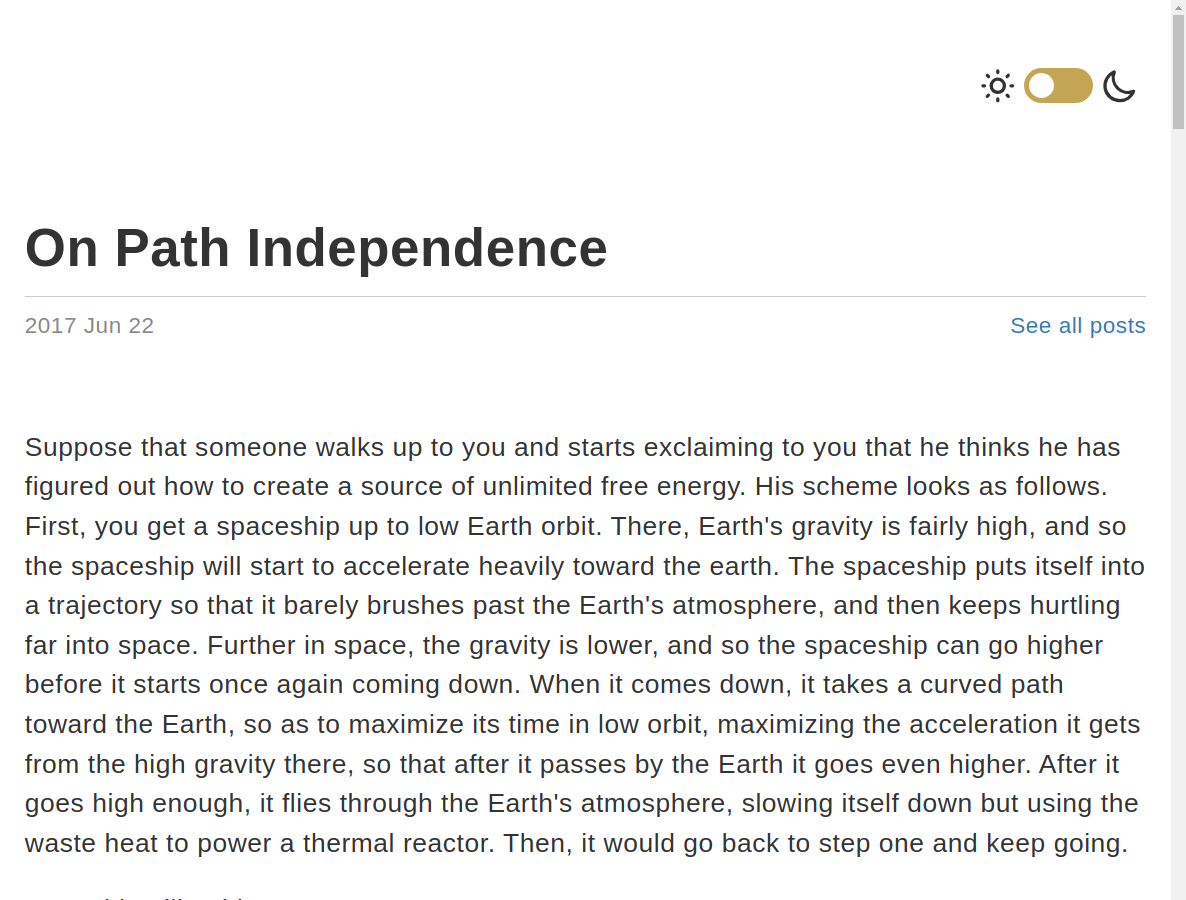 On Path Independence
2017 Jun 22
See all posts
Suppose that someone walks up to you and starts exclaiming to you that he thinks he has
figured out how to create a source of unlimited free energy. His scheme looks as follows.
First, you get a spaceship up to low Earth orbit. There, Earth's gravity is fairly high, and so
the spaceship will start to accelerate heavily toward the earth. The spaceship puts itself into
a trajectory so that it barely brushes past the Earth's atmosphere, and then keeps hurtling
far into space. Further in space, the gravity is lower, and so the spaceship can go higher
before it starts once again coming down. When it comes down, it takes a curved path
toward the Earth, so as to maximize its time in low orbit, maximizing the acceleration it gets
from the high gravity there, so that after it passes by the Earth it goes even higher. After it
goes high enough, it flies through the Earth's atmosphere, slowing itself down but using the
waste heat to power a thermal reactor. Then, it would go back to step one and keep going.